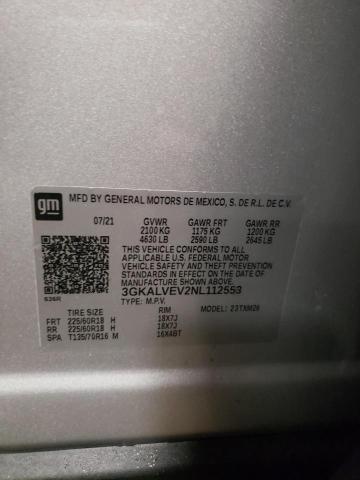 gm
MFD BY GENERAL MOTORS DE MEXICO, S. DE R.L. DE C.V.
07/21 GVWR GAWR FRT GAWR RR
2100 KG 1175 KG 1200 KG
4630 LB 2590 LB 2645 LB
THIS VEHICLE CONFORMS TO ALL
APPLICABLE U.S. FEDERAL MOTOR
VEHICLE SAFETY AND THEFT PREVENTION
STANDARDS IN EFFECT ON THE DATE OF
MANUFACTURE SHOWN ABOVE.
3GKALVEV2NL112553
TYPE: M.P.V. MODEL: 23TXM26
TIRE SIZE RIM
FRT 225/60R18 H 18X7J
RR 225/60R18 H 18X7J
SPA T135/70R16 M 16X4BT